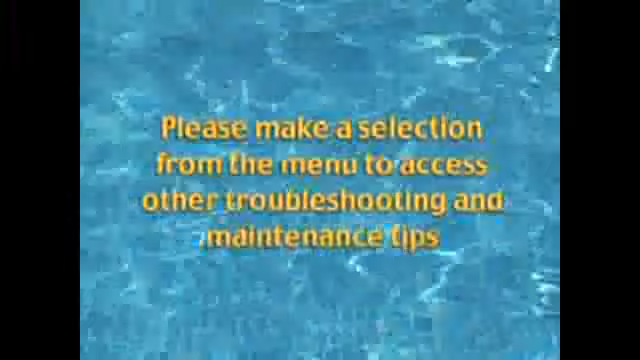 Please make a selection
from the menu to access
other troubleshooting and
maintenance tips